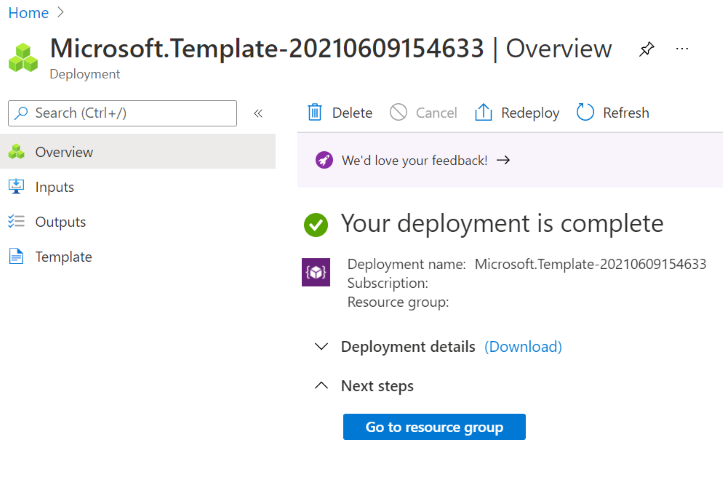 Home >
Microsoft.Template-20210609154633 | Overview ...
Deployment
Search (Ctrl+/) «
Delete Cancel Redeploy Refresh
Overview
Inputs
Outputs
Template
We'd love your feedback! →
Your deployment is complete
Deployment name: Microsoft.Template-20210609154633
Subscription:
Resource group:
Deployment details (Download)
Next steps
Go to resource group